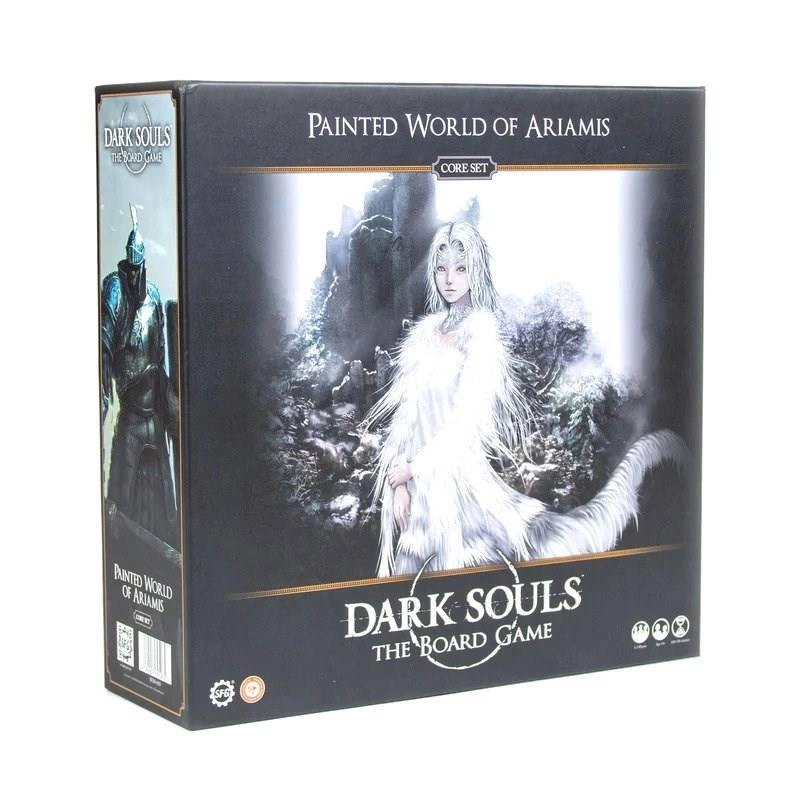 DARK SOULS
THE BOARD GAME
PAINTED WORLD
OF ARIAMIS
CORE SET
PAINTED WORLD OF ARIAMIS
CORE SET
DARK SOULS
THE BOARD GAME
SFG